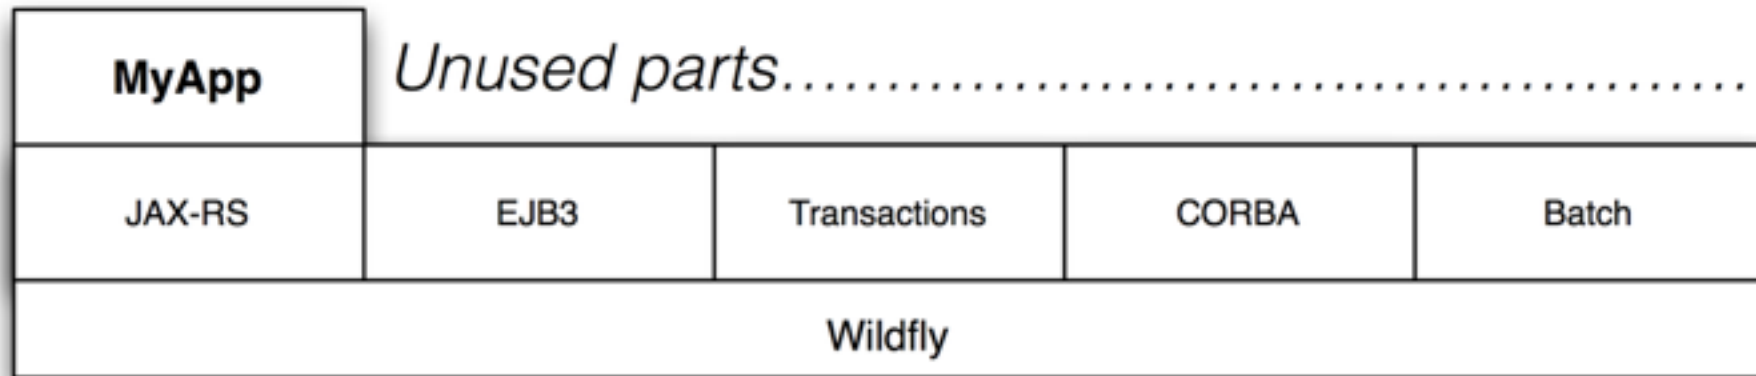 MyApp
Unused parts..................................
JAX-RS
EJB3
Transactions
CORBA
Batch
Wildfly